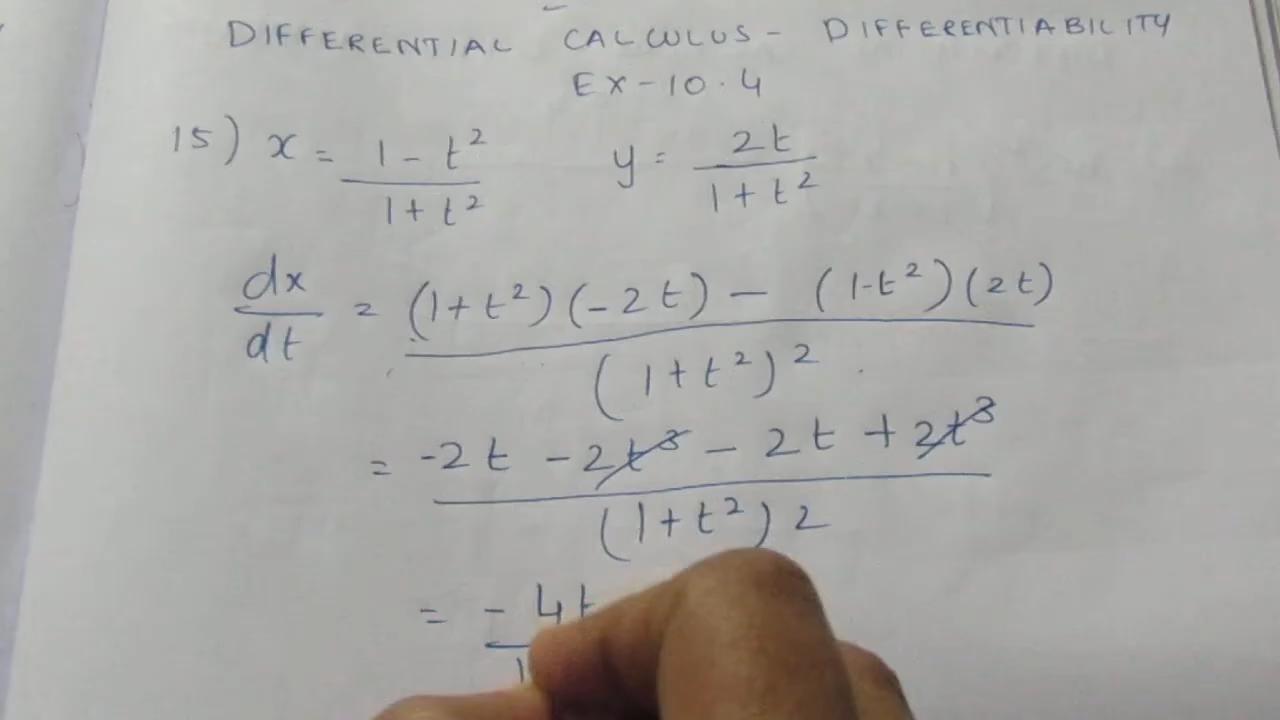 DIFFERENTIAL CALCULUS - DIFFERENTIABILITY
EX-10.4
15) x = (1 - t²)/(1 + t²)   y = 2t/(1 + t²)
dx/dt = ((1+t²)(-2t) - (1-t²)(2t))/(1+t²)²
= (-2t - 2t³ - 2t + 2t³)/(1+t²)2
= - 4t